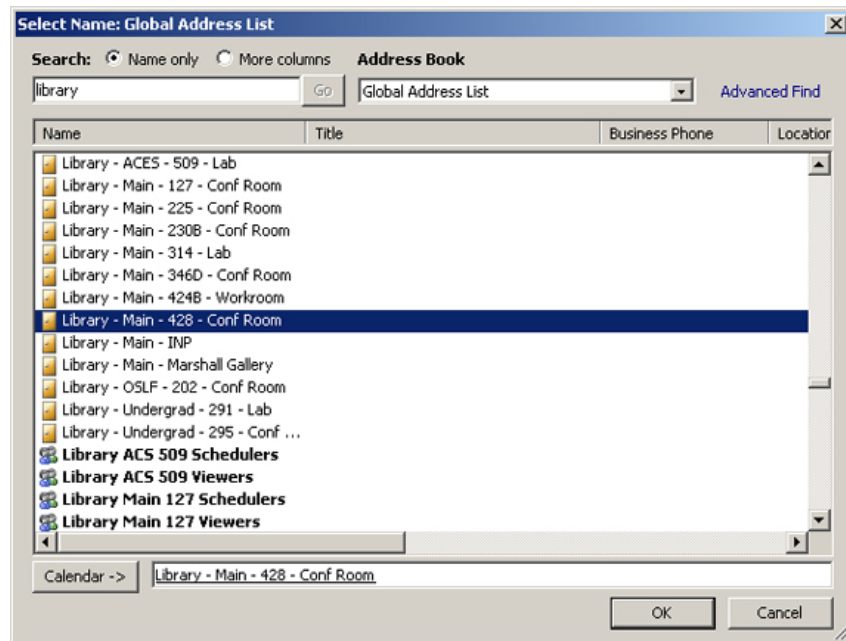 Select Name: Global Address List
Search: Name only More columns Address Book
library Go Global Address List Advanced Find
Name Title Business Phone Location
Library - ACES - 509 - Lab
Library - Main - 127 - Conf Room
Library - Main - 225 - Conf Room
Library - Main - 230B - Conf Room
Library - Main - 314 - Lab
Library - Main - 346D - Conf Room
Library - Main - 424B - Workroom
Library - Main - 428 - Conf Room
Library - Main - INP
Library - Main - Marshall Gallery
Library - OSLF - 202 - Conf Room
Library - Undergrad - 291 - Lab
Library - Undergrad - 295 - Conf ...
Library ACS 509 Schedulers
Library ACS 509 Viewers
Library Main 127 Schedulers
Library Main 127 Viewers
Calendar -> Library - Main - 428 - Conf Room
OK Cancel